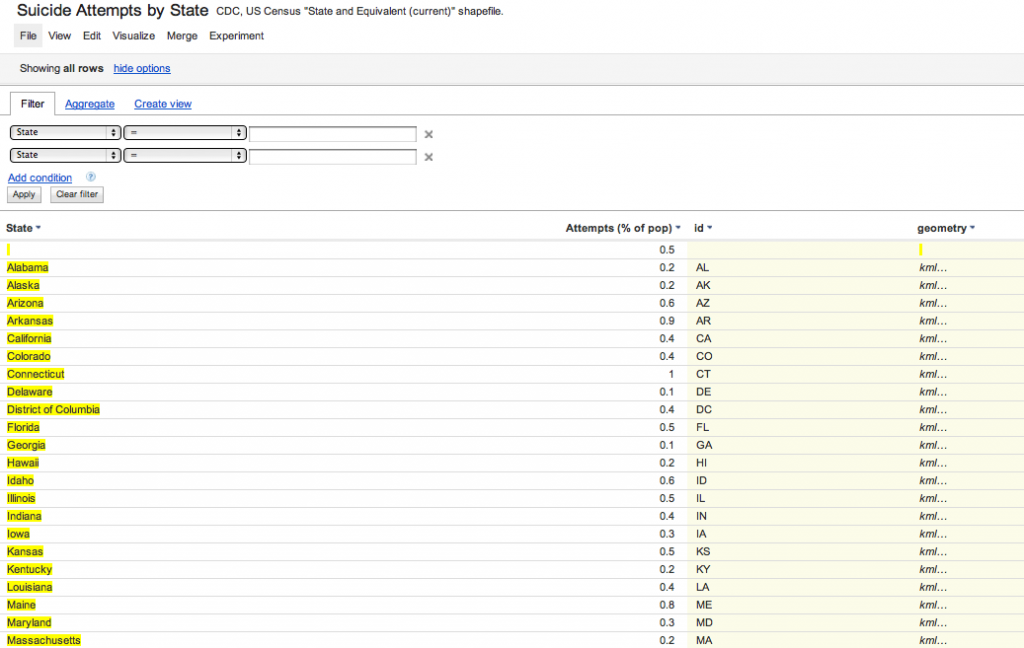 Suicide Attempts by State CDC, US Census "State and Equivalent (current)" shapefile.
File View Edit Visualize Merge Experiment
Showing all rows hide options
Filter Aggregate Create view
State =
State =
Add condition ?
Apply Clear filter
State Attempts (% of pop) id geometry
0.5
Alabama 0.2 AL kml...
Alaska 0.2 AK kml...
Arizona 0.6 AZ kml...
Arkansas 0.9 AR kml...
California 0.4 CA kml...
Colorado 0.4 CO kml...
Connecticut 1 CT kml...
Delaware 0.1 DE kml...
District of Columbia 0.4 DC kml...
Florida 0.5 FL kml...
Georgia 0.1 GA kml...
Hawaii 0.2 HI kml...
Idaho 0.6 ID kml...
Illinois 0.5 IL kml...
Indiana 0.4 IN kml...
Iowa 0.3 IA kml...
Kansas 0.5 KS kml...
Kentucky 0.2 KY kml...
Louisiana 0.4 LA kml...
Maine 0.8 ME kml...
Maryland 0.3 MD kml...
Massachusetts 0.2 MA kml...